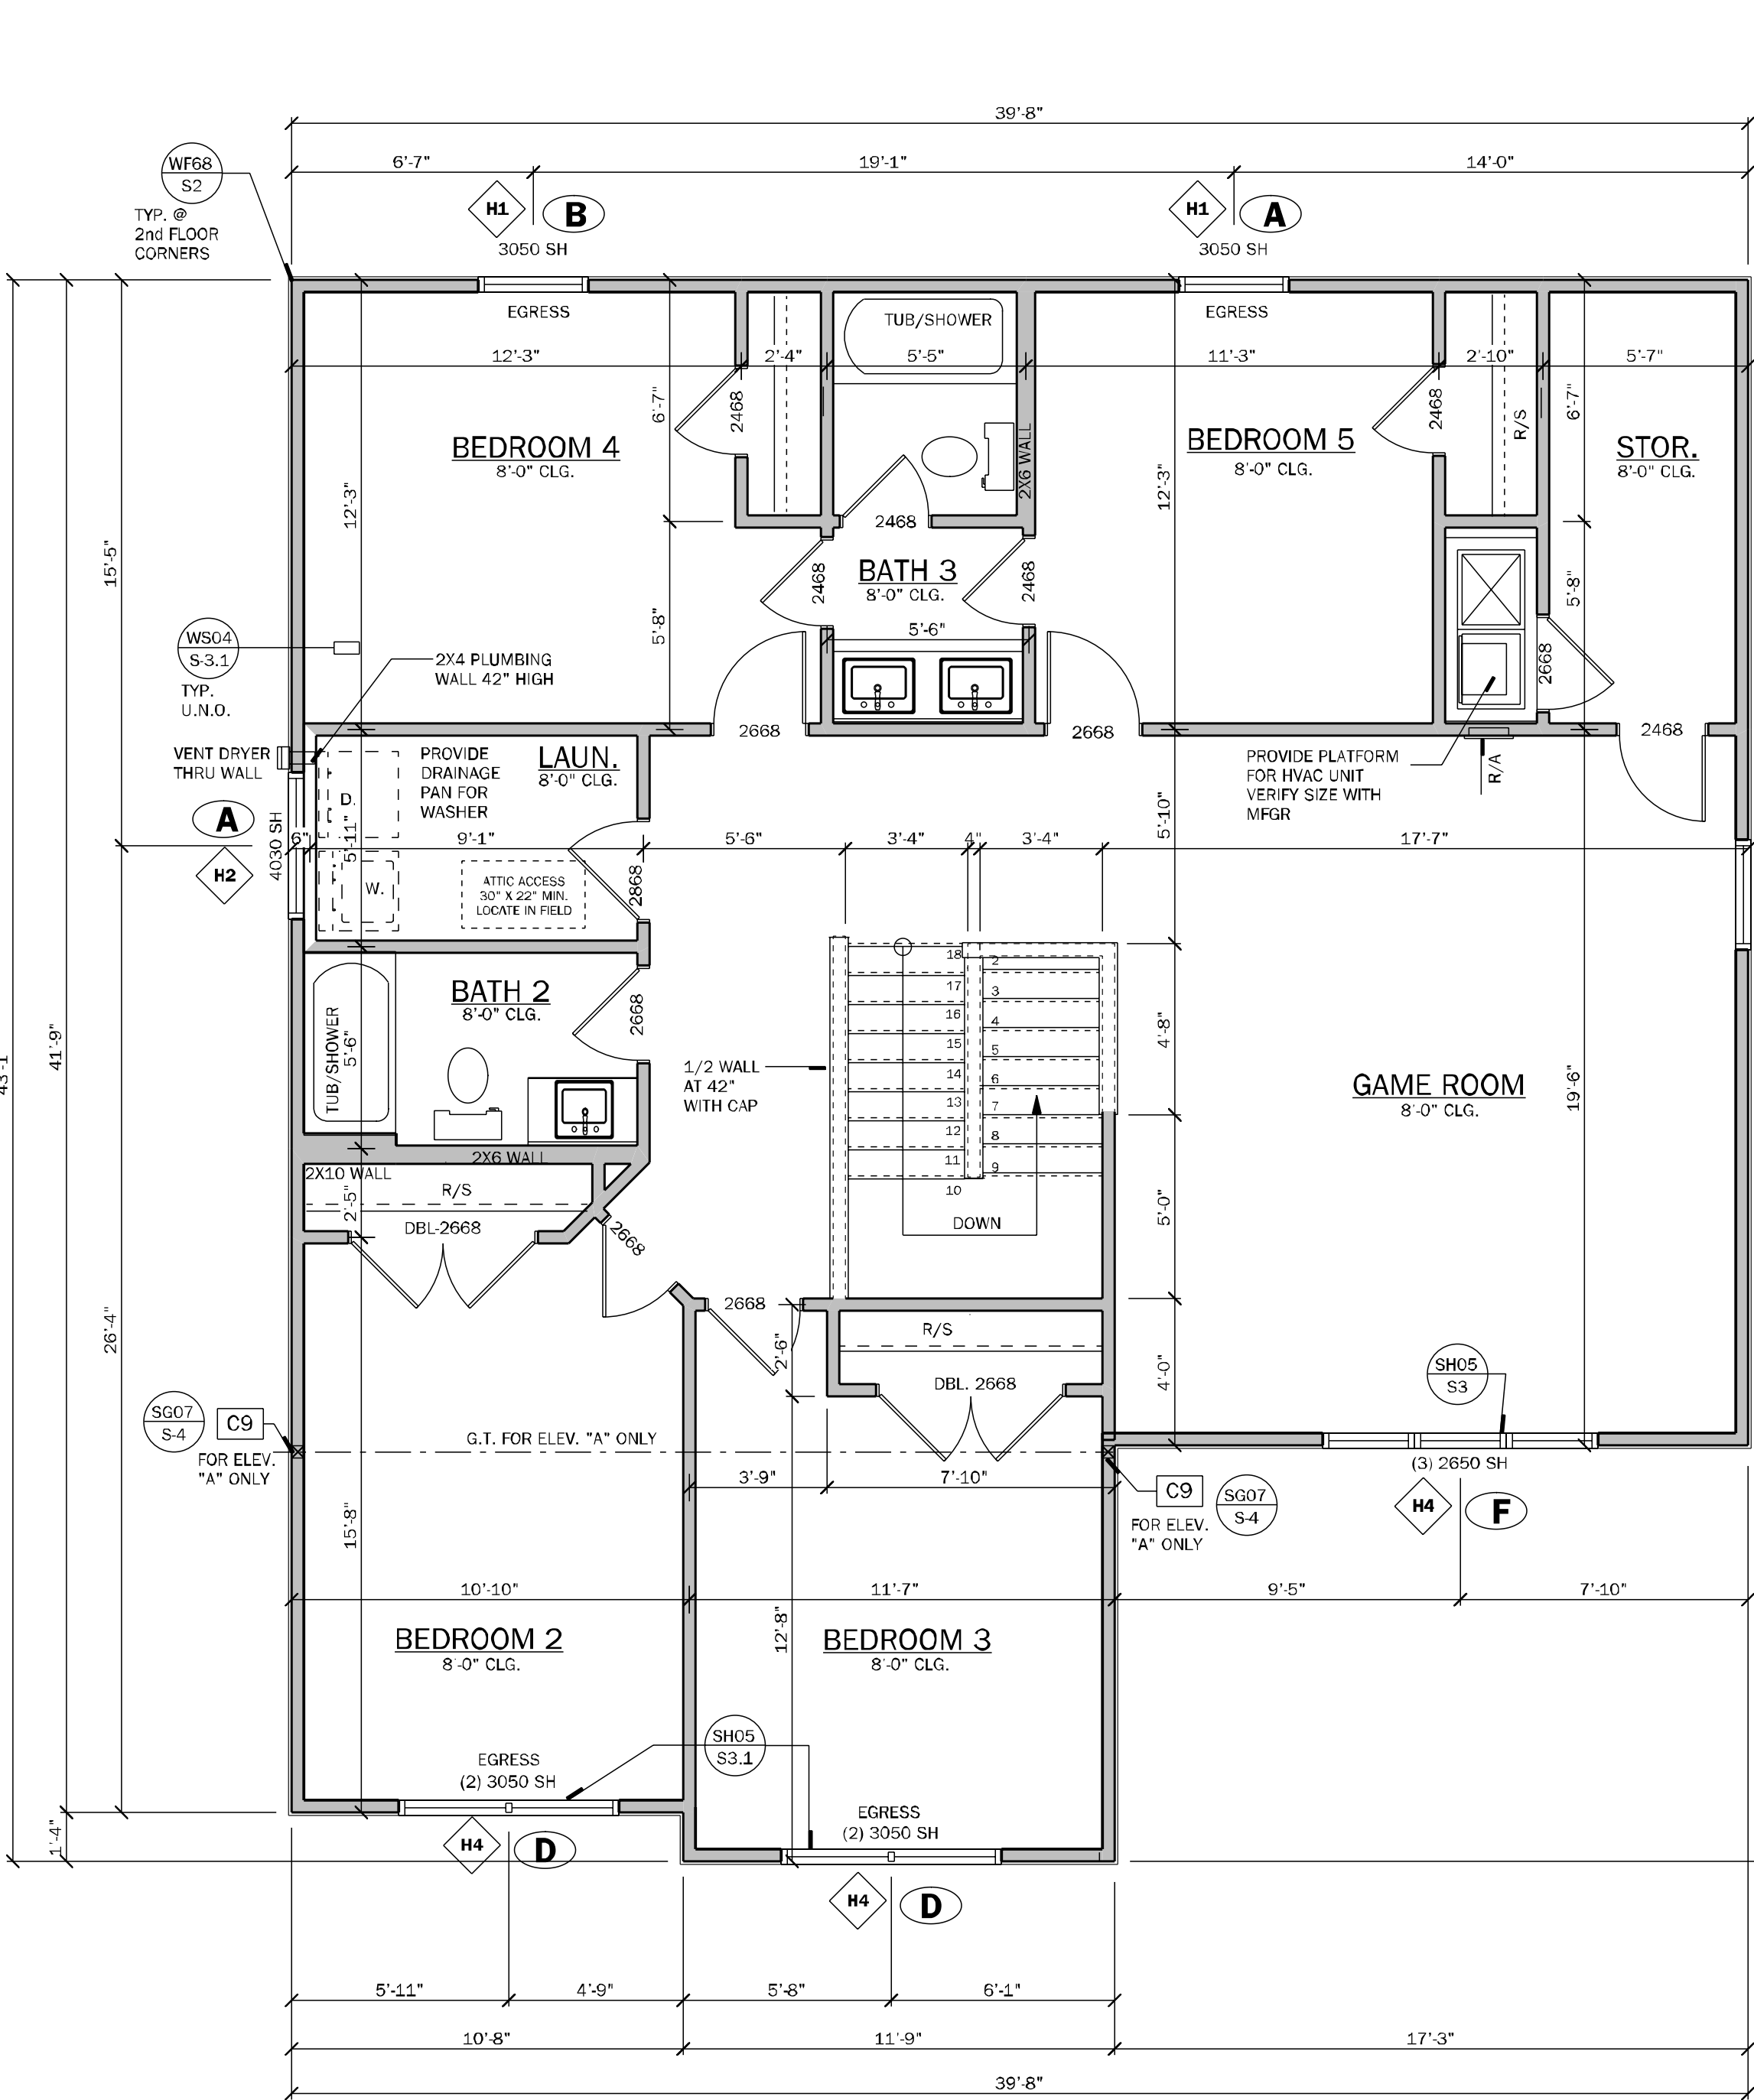 39'-8"
6'-7"
19'-1"
14'-0"
WF68
S2
TYP. @
2nd FLOOR
CORNERS
H1
B
3050 SH
H1
A
3050 SH
EGRESS
EGRESS
TUB/SHOWER
12'-3"
2'-4"
5'-5"
11'-3"
2'-10"
5'-7"
6'-7"
2468
2468
R/S
6'-7"
BEDROOM 4
8'-0" CLG.
BEDROOM 5
8'-0" CLG.
STOR.
8'-0" CLG.
2X6 WALL
12'-3"
12'-3"
2468
15'-5"
BATH 3
8'-0" CLG.
2468
2468
5'-8"
5'-8"
5'-6"
WS04
S-3.1
TYP.
U.N.O.
2X4 PLUMBING
WALL 42" HIGH
2668
2668
2668
2468
VENT DRYER
THRU WALL
PROVIDE
DRAINAGE
PAN FOR
WASHER
LAUN.
8'-0" CLG.
PROVIDE PLATFORM
FOR HVAC UNIT
VERIFY SIZE WITH
MFGR
R/A
A
H2
4030 SH
D.
5'-11"
6"
9'-1"
5'-6"
3'-4"
4"
3'-4"
5'-10"
17'-7"
W.
ATTIC ACCESS
30" X 22" MIN.
LOCATE IN FIELD
2868
18
17
16
15
14
13
12
11
10
2
3
4
5
6
7
8
9
BATH 2
8'-0" CLG.
2668
TUB/SHOWER
5'-6"
41'-9"
43'-1
4'-8"
1/2 WALL
AT 42"
WITH CAP
GAME ROOM
8'-0" CLG.
19'-6"
2X6 WALL
2X10 WALL
R/S
2'-5"
DBL-2668
2668
DOWN
5'-0"
26'-4"
2668
2'-6"
R/S
DBL. 2668
4'-0"
SH05
S3
SG07
S-4
C9
FOR ELEV.
"A" ONLY
G.T. FOR ELEV. "A" ONLY
3'-9"
7'-10"
(3) 2650 SH
C9
SG07
S-4
FOR ELEV.
"A" ONLY
H4
F
15'-8"
10'-10"
11'-7"
9'-5"
7'-10"
BEDROOM 2
8'-0" CLG.
12'-8"
BEDROOM 3
8'-0" CLG.
SH05
S3.1
EGRESS
(2) 3050 SH
EGRESS
(2) 3050 SH
1'-4"
H4
D
H4
D
5'-11"
4'-9"
5'-8"
6'-1"
10'-8"
11'-9"
17'-3"
39'-8"